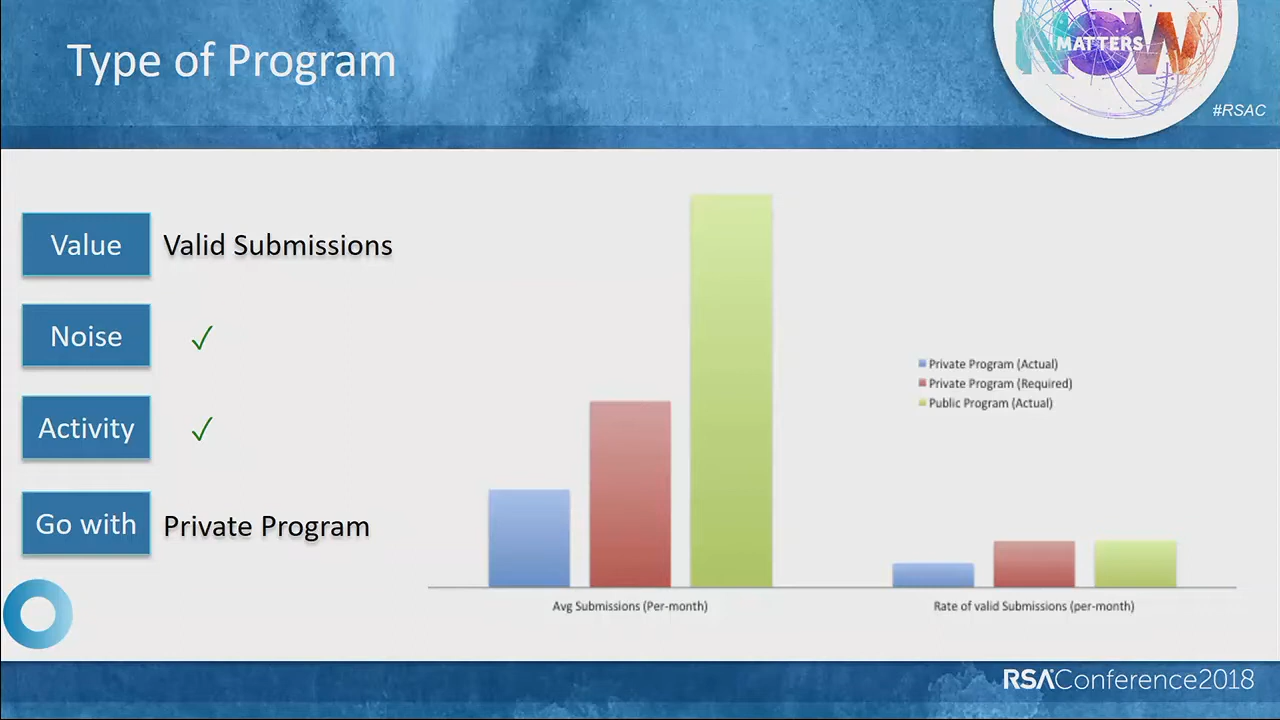 Type of Program
NOW
MATTERS
#RSAC
Value
Valid Submissions
Noise
✓
Activity
✓
Go with
Private Program
Private Program (Actual)
Private Program (Required)
Public Program (Actual)
Avg Submissions (Per-month)
Rate of valid Submissions (per-month)
RSAConference2018